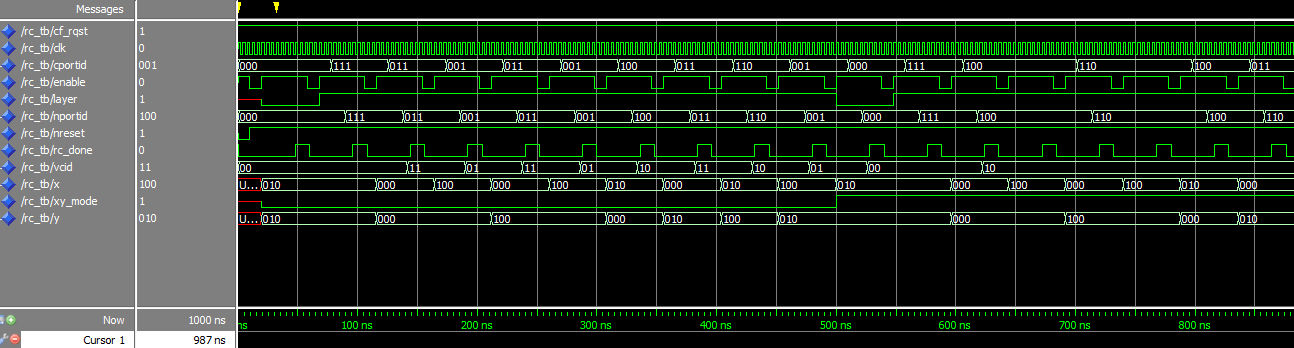 Messages
/rc_tb/cf_rqst 1
/rc_tb/clk 0
/rc_tb/cportid 001 000 111 011 001 011 001 100 011 110 001 000 111 100 110 100 011
/rc_tb/enable 0
/rc_tb/layer 1
/rc_tb/nportid 100 000 111 011 001 011 001 100 011 110 001 000 111 100 110 100 110
/rc_tb/nreset 1
/rc_tb/rc_done 0
/rc_tb/vcid 11 00 11 01 11 01 10 11 10 01 00 10
/rc_tb/x 100 U... 010 000 100 000 100 010 000 010 100 010 000 100 000 100 010 000
/rc_tb/xy_mode 1
/rc_tb/y 010 U... 010 000 100 000 010 100 010 000 100 000 010
Now 1000 ns ns 100 ns 200 ns 300 ns 400 ns 500 ns 600 ns 700 ns 800 ns
Cursor 1 987 ns